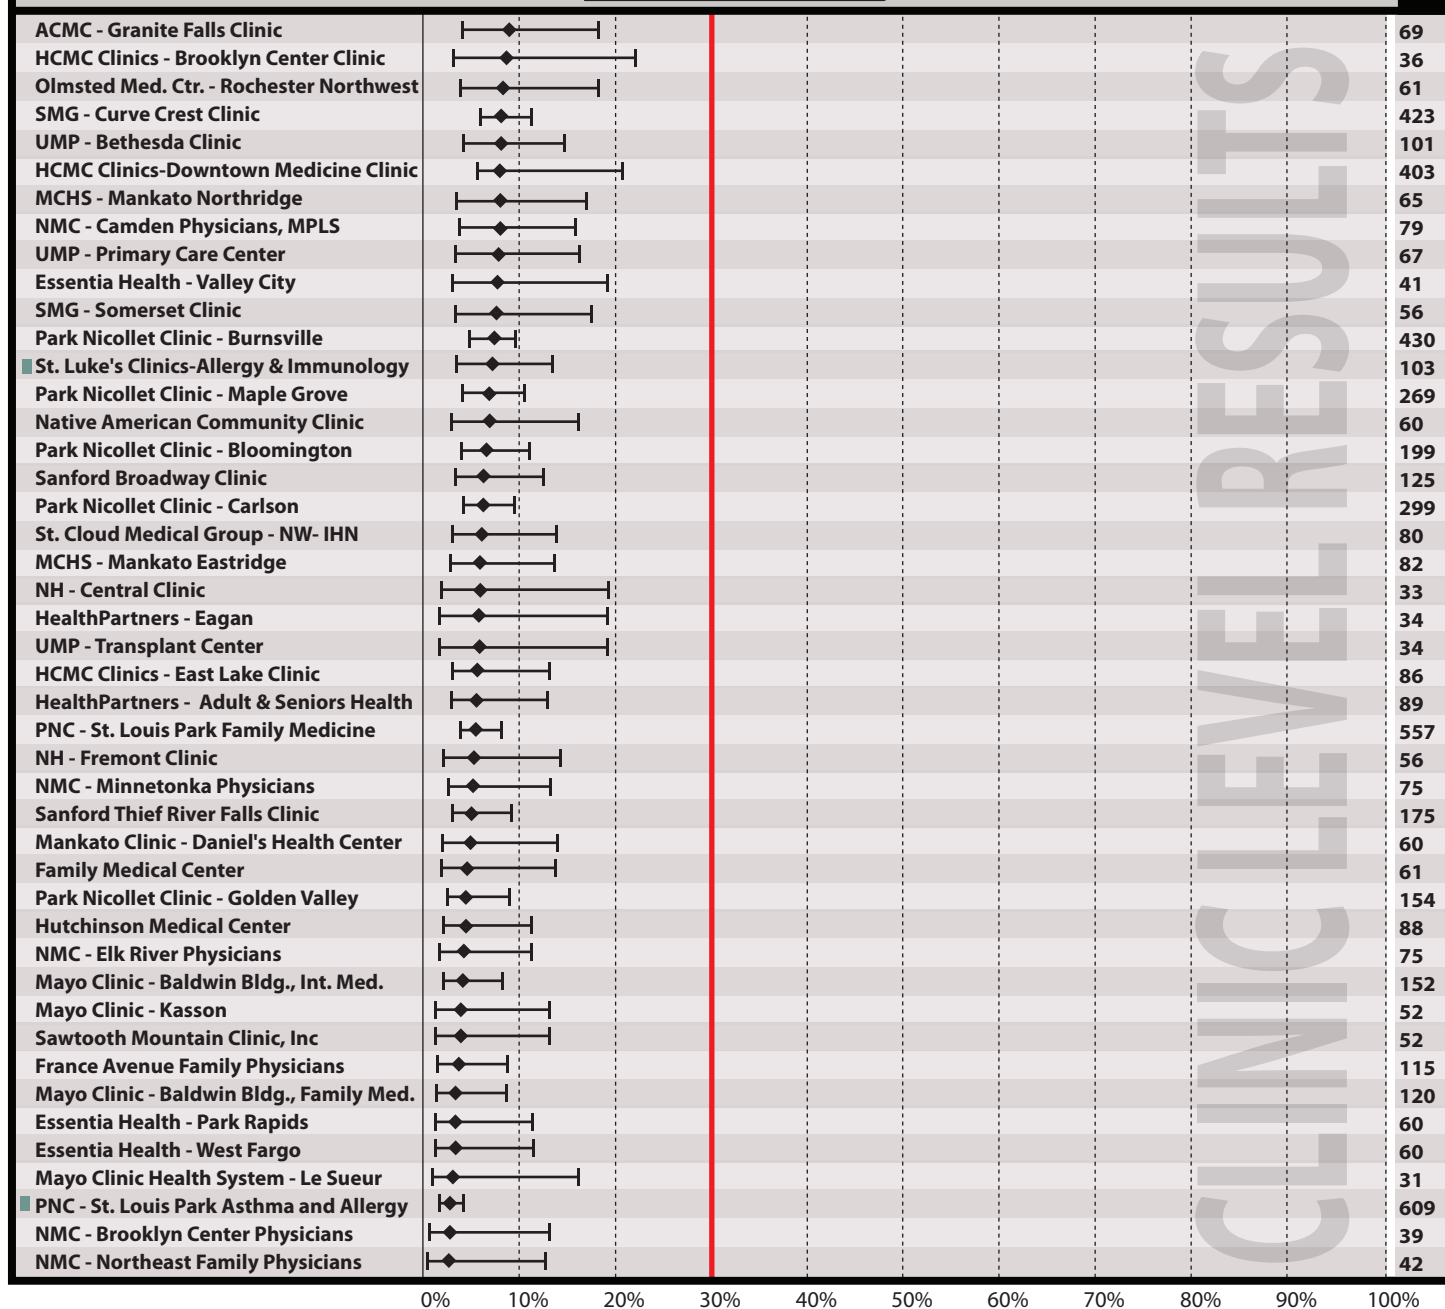 ACMC - Granite Falls Clinic 69
HCMC Clinics - Brooklyn Center Clinic 36
Olmsted Med. Ctr. - Rochester Northwest 61
SMG - Curve Crest Clinic 423
UMP - Bethesda Clinic 101
HCMC Clinics-Downtown Medicine Clinic 403
MCHS - Mankato Northridge 65
NMC - Camden Physicians, MPLS 79
UMP - Primary Care Center 67
Essentia Health - Valley City 41
SMG - Somerset Clinic 56
Park Nicollet Clinic - Burnsville 430
St. Luke's Clinics-Allergy & Immunology 103
Park Nicollet Clinic - Maple Grove 269
Native American Community Clinic 60
Park Nicollet Clinic - Bloomington 199
Sanford Broadway Clinic 125
Park Nicollet Clinic - Carlson 299
St. Cloud Medical Group - NW- IHN 80
MCHS - Mankato Eastridge 82
NH - Central Clinic 33
HealthPartners - Eagan 34
UMP - Transplant Center 34
HCMC Clinics - East Lake Clinic 86
HealthPartners - Adult & Seniors Health 89
PNC - St. Louis Park Family Medicine 557
NH - Fremont Clinic 56
NMC - Minnetonka Physicians 75
Sanford Thief River Falls Clinic 175
Mankato Clinic - Daniel's Health Center 60
Family Medical Center 61
Park Nicollet Clinic - Golden Valley 154
Hutchinson Medical Center 88
NMC - Elk River Physicians 75
Mayo Clinic - Baldwin Bldg., Int. Med. 152
Mayo Clinic - Kasson 52
Sawtooth Mountain Clinic, Inc 52
France Avenue Family Physicians 115
Mayo Clinic - Baldwin Bldg., Family Med. 120
Essentia Health - Park Rapids 60
Essentia Health - West Fargo 60
Mayo Clinic Health System - Le Sueur 31
PNC - St. Louis Park Asthma and Allergy 609
NMC - Brooklyn Center Physicians 39
NMC - Northeast Family Physicians 42
0% 10% 20% 30% 40% 50% 60% 70% 80% 90% 100%
CLINIC LEVEL RESULTS